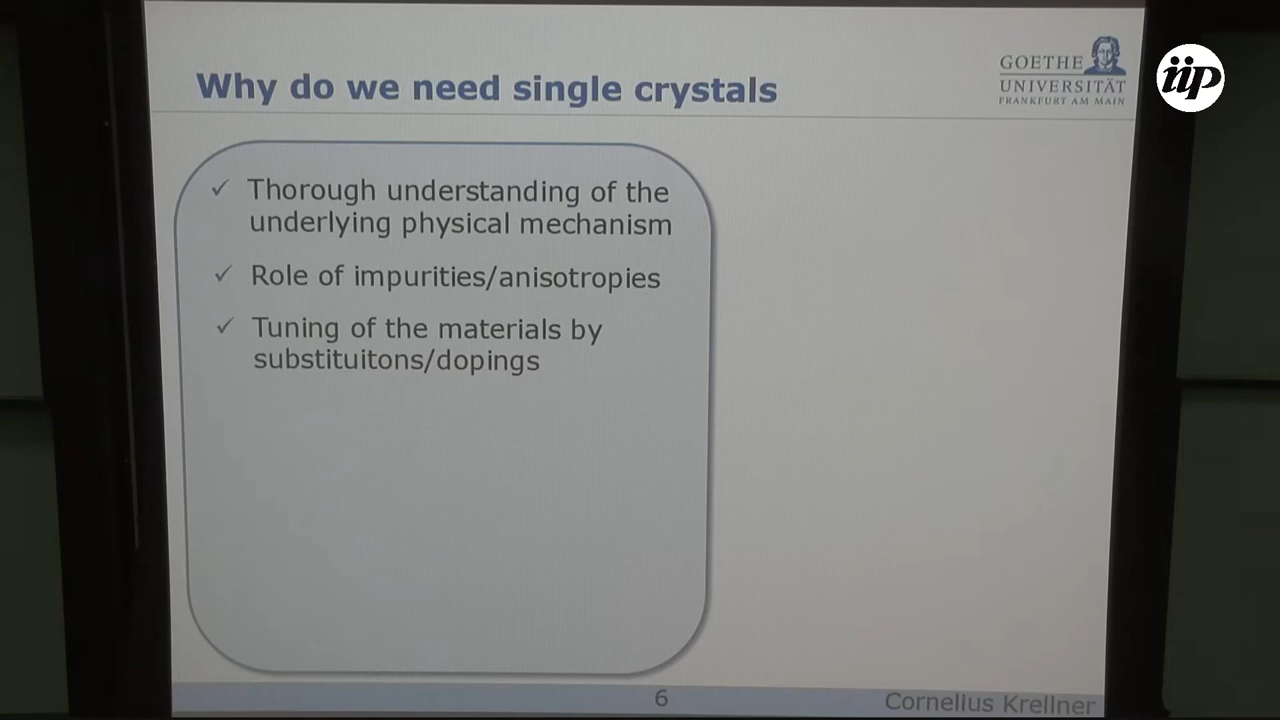 Why do we need single crystals
GOETHE
UNIVERSITÄT
FRANKFURT AM MAIN
iip
✓ Thorough understanding of the
underlying physical mechanism
✓ Role of impurities/anisotropies
✓ Tuning of the materials by
substituitons/dopings
6
Cornelius Krellner